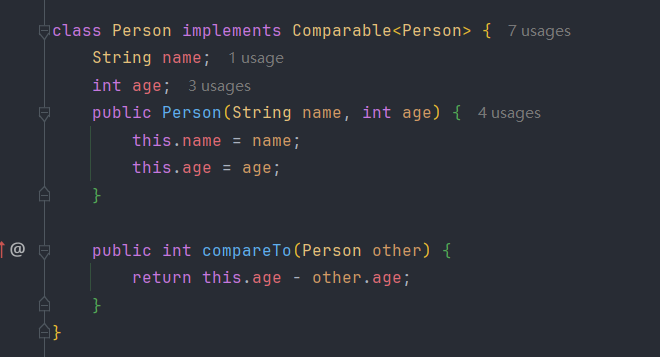 class Person implements Comparable<Person> { 7 usages
String name; 1 usage
int age; 3 usages
public Person(String name, int age) { 4 usages
this.name = name;
this.age = age;
}
@ public int compareTo(Person other) {
return this.age - other.age;
}
}